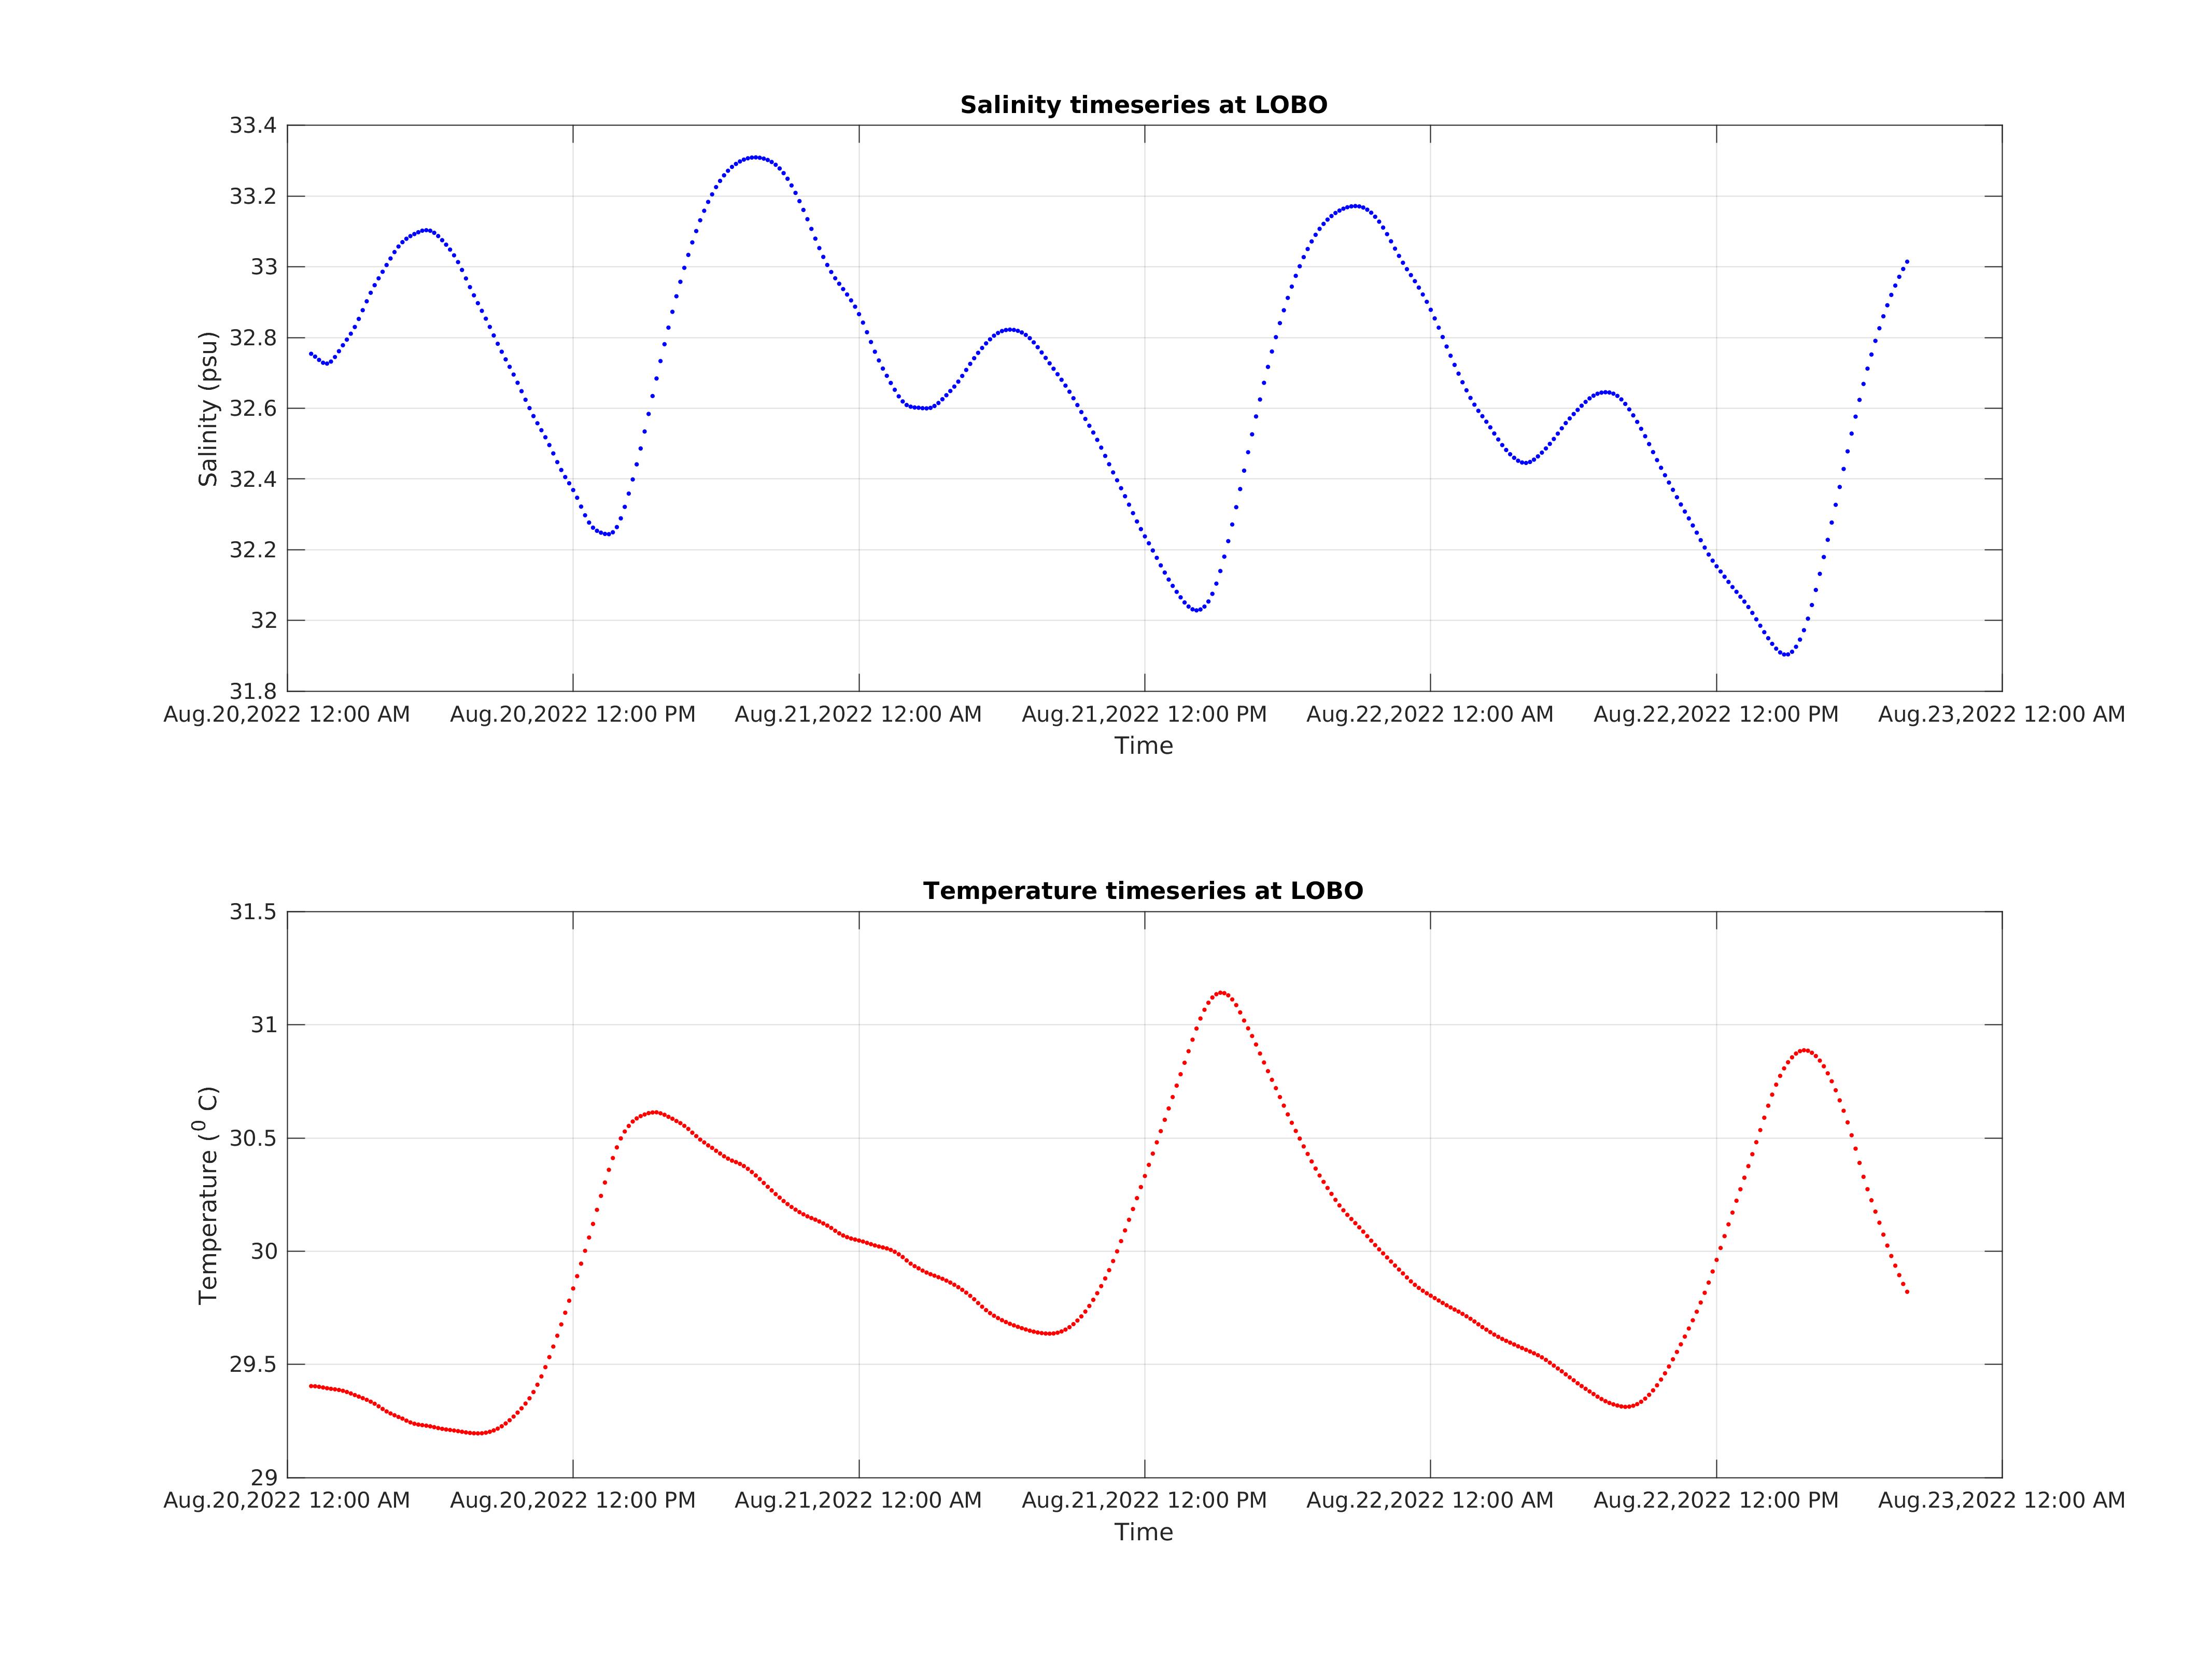 Salinity timeseries at LOBO
33.4
33.2
33
32.8
32.6
32.4
32.2
32
31.8
Salinity (psu)
Aug.20,2022 12:00 AM Aug.20,2022 12:00 PM Aug.21,2022 12:00 AM Aug.21,2022 12:00 PM Aug.22,2022 12:00 AM Aug.22,2022 12:00 PM Aug.23,2022 12:00 AM
Time
Temperature timeseries at LOBO
31.5
31
30.5
30
29.5
29
Temperature (⁰ C)
Aug.20,2022 12:00 AM Aug.20,2022 12:00 PM Aug.21,2022 12:00 AM Aug.21,2022 12:00 PM Aug.22,2022 12:00 AM Aug.22,2022 12:00 PM Aug.23,2022 12:00 AM
Time